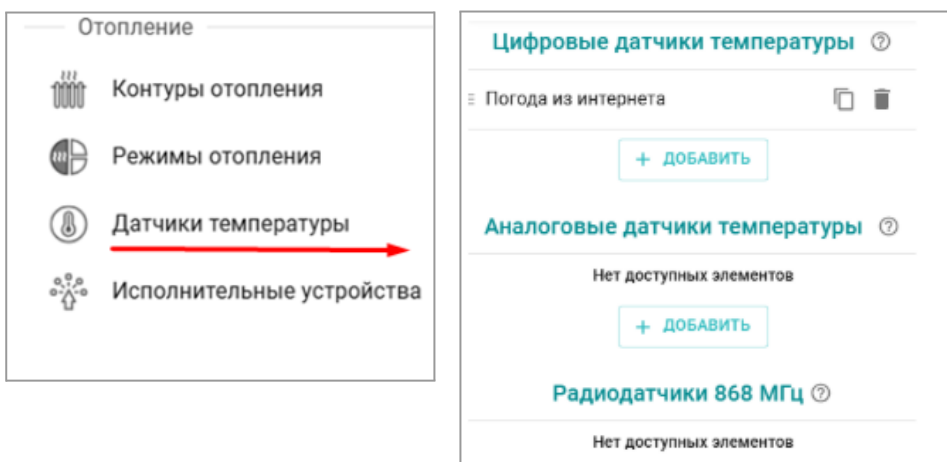 Отопление
Контуры отопления
Режимы отопления
Датчики температуры
Исполнительные устройства
Цифровые датчики температуры ?
Погода из интернета
+ ДОБАВИТЬ
Аналоговые датчики температуры ?
Нет доступных элементов
+ ДОБАВИТЬ
Радиодатчики 868 МГц ?
Нет доступных элементов